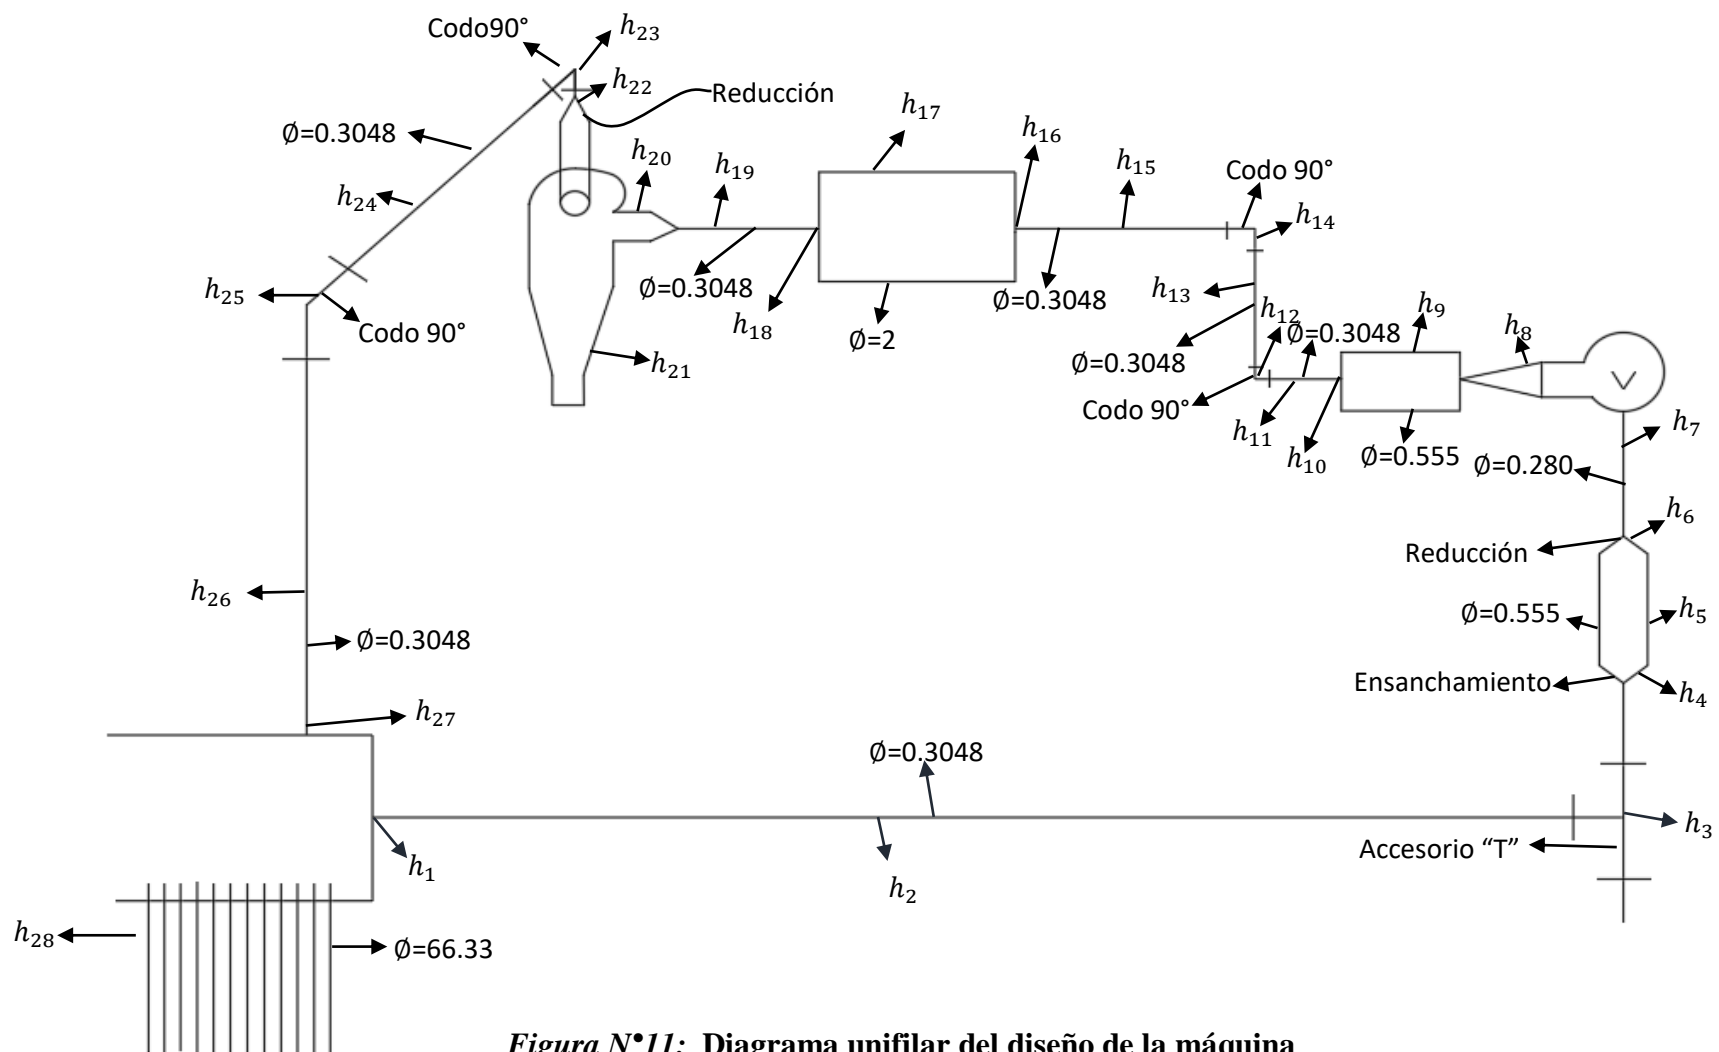 Codo90°
h₂₃
h₂₂
Reducción
Ø=0.3048
h₂₄
h₂₀
h₁₉
h₁₇
h₁₆
h₁₅
Codo 90°
h₁₄
h₂₅
Codo 90°
Ø=0.3048
h₁₈
Ø=2
h₂₁
Ø=0.3048
h₁₃
h₁₂
Ø=0.3048
h₉
h₈
Ø=0.3048
Codo 90°
h₁₁
h₁₀
Ø=0.555
Ø=0.280
h₇
h₆
Reducción
Ø=0.555
h₅
Ensanchamiento
h₄
h₂₆
Ø=0.3048
h₂₇
Ø=0.3048
h₃
Accesorio “T”
h₁
h₂
h₂₈
Ø=66.33
Figura N•11: Diagrama unifilar del diseño de la máquina